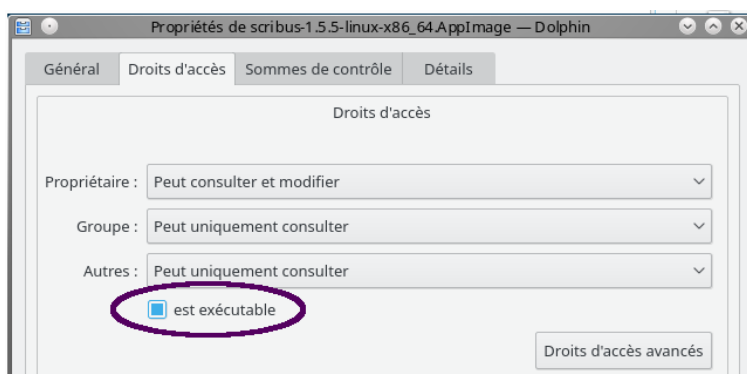 Propriétés de scribus-1.5.5-linux-x86_64.AppImage — Dolphin
Général Droits d'accès Sommes de contrôle Détails
Droits d'accès
Propriétaire : Peut consulter et modifier
Groupe : Peut uniquement consulter
Autres : Peut uniquement consulter
est exécutable
Droits d'accès avancés